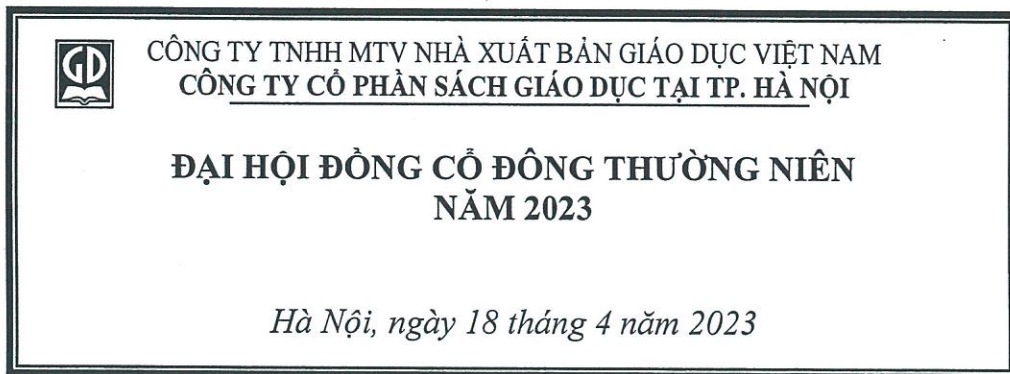 GD
CÔNG TY TNHH MTV NHÀ XUẤT BẢN GIÁO DỤC VIỆT NAM
CÔNG TY CỔ PHẦN SÁCH GIÁO DỤC TẠI TP. HÀ NỘI
ĐẠI HỘI ĐỒNG CỔ ĐÔNG THƯỜNG NIÊN
NĂM 2023
Hà Nội, ngày 18 tháng 4 năm 2023